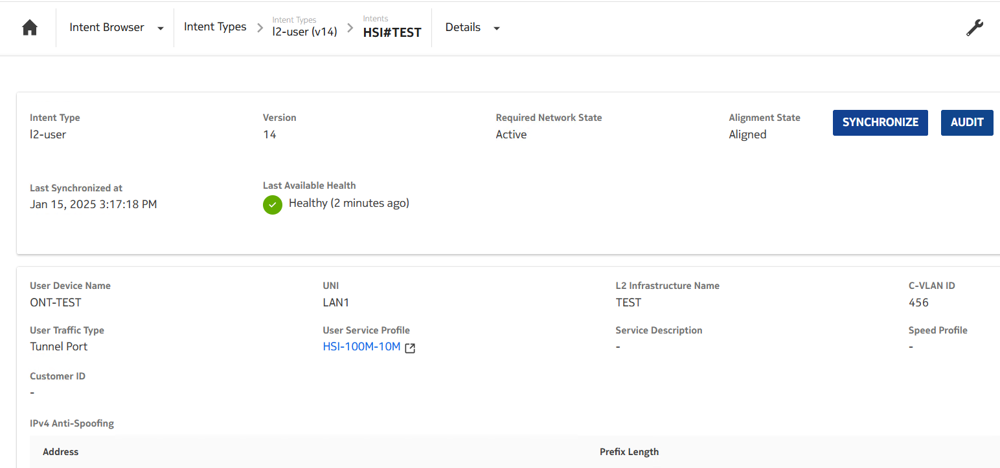 Intent Browser
Intent Types
Intent Types
l2-user (v14)
Intents
HSI#TEST
Details
Intent Type
l2-user
Version
14
Required Network State
Active
Alignment State
Aligned
SYNCHRONIZE
AUDIT
Last Synchronized at
Jan 15, 2025 3:17:18 PM
Last Available Health
Healthy (2 minutes ago)
User Device Name
ONT-TEST
UNI
LAN1
L2 Infrastructure Name
TEST
C-VLAN ID
456
User Traffic Type
Tunnel Port
User Service Profile
HSI-100M-10M
Service Description
-
Speed Profile
-
Customer ID
-
IPv4 Anti-Spoofing
Address
Prefix Length